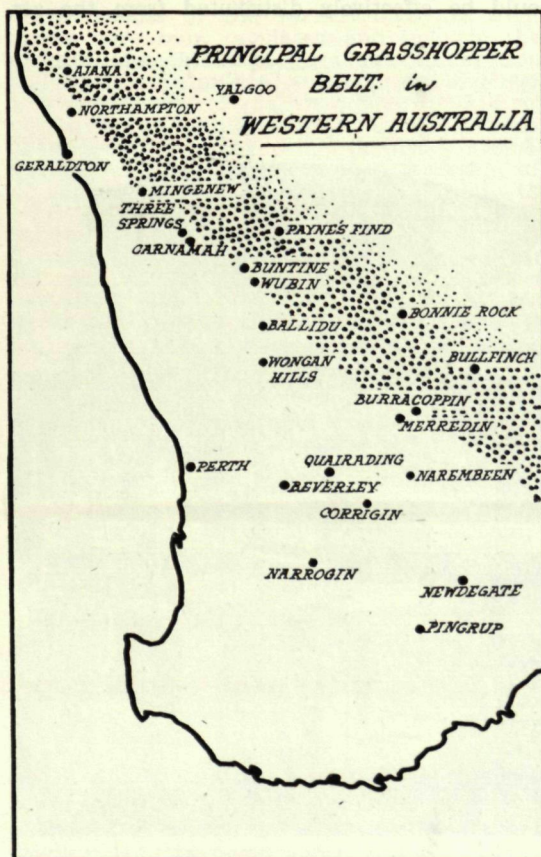 PRINCIPAL GRASSHOPPER
BELT in
WESTERN AUSTRALIA
AJANA
YALGOO
NORTHAMPTON
GERALDTON
MINGENEW
THREE
SPRINGS
PAYNE'S FIND
CARNAMAH
BUNTINE
WUBIN
BONNIE ROCK
BALLIDU
WONGAN
HILLS
BULLFINCH
BURRACOPPIN
MERREDIN
PERTH
QUAIRADING
NAREMBEEN
BEVERLEY
CORRIGIN
NARROGIN
NEWDEGATE
PINGRUP